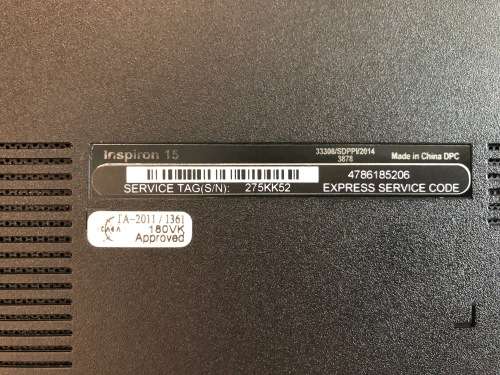 Inspiron 15
33308/SDPPI/2014
3878
Made in China DPC
4786185206
SERVICE TAG(S/N): 275KK52
EXPRESS SERVICE CODE
TA-2011/1361
180VK
Approved